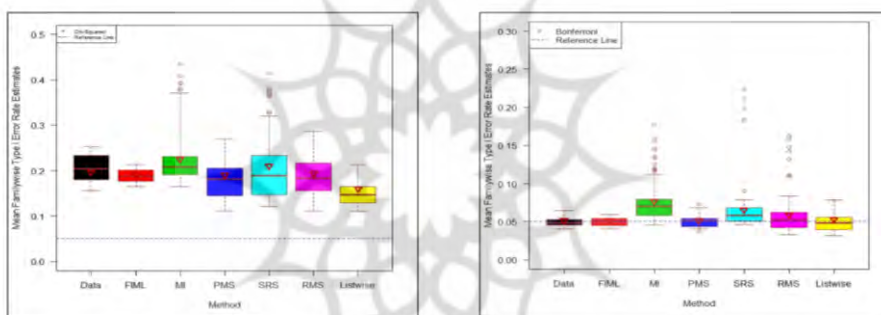 Mean Familywise Type I Error Rate Estimates
Chi-Squared
Reference Line
0.5
0.4
0.3
0.2
0.1
0.0
Data FIML MI PMS SRS RMS Listwise
Method
Mean Familywise Type I Error Rate Estimates
Bonferroni
Reference Line
0.30
0.25
0.20
0.15
0.10
0.05
0.00
Data FIML MI PMS SRS RMS Listwise
Method